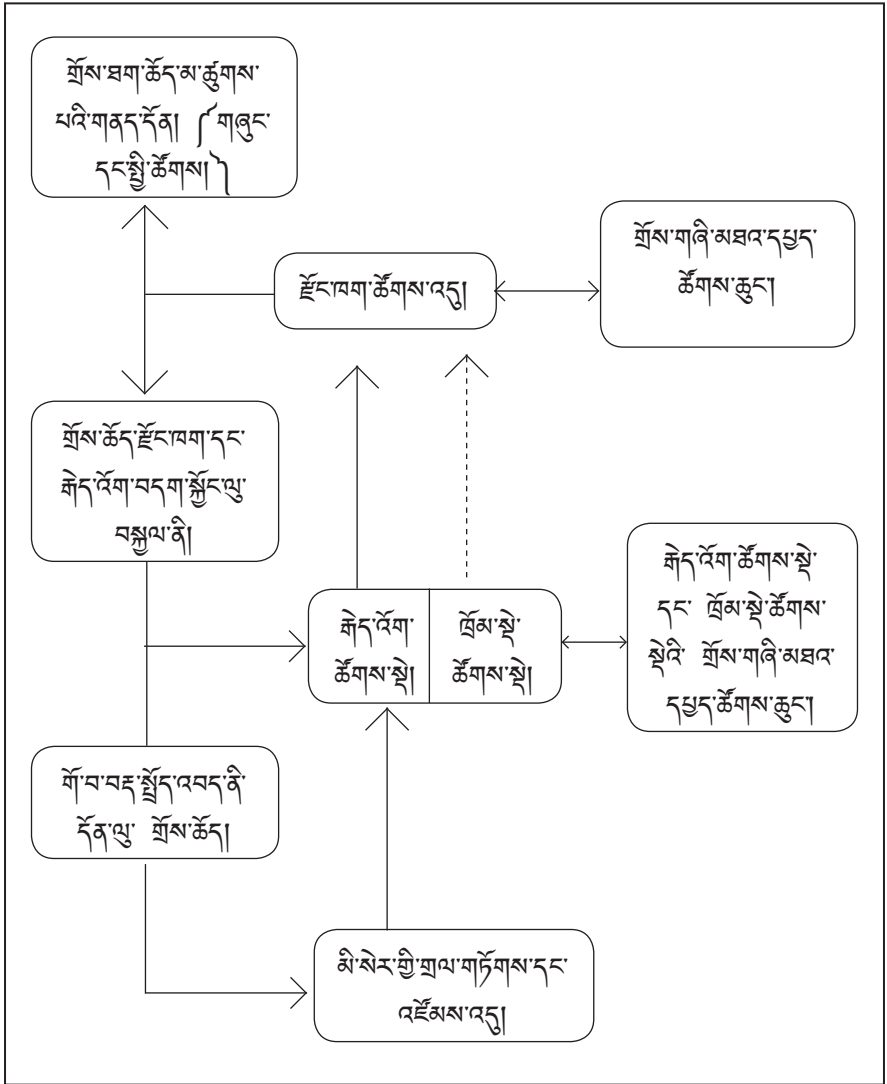 གྲོས་ཐག་ཆོད་མ་ཚུགས་
པའི་གནད་དོན། ༼ གཞུང་
དང་སྤྱི་ཚོགས། ༽
རྫོང་ཁག་ཚོགས་འདུ།
གྲོས་གཞི་མཐའ་དཔྱད་
ཚོགས་ཆུང་།
གྲོས་ཆོད་རྫོང་ཁག་དང་
རྒེད་འོག་བདག་སྐྱོང་ལུ་
བསྐྱལ་ནི།
རྒེད་འོག་
ཚོགས་སྡེ།
ཁྲོམ་སྡེ་
ཚོགས་སྡེ།
རྒེད་འོག་ཚོགས་སྡེ་
དང་ ཁྲོམ་སྡེ་ཚོགས་
སྡེའི་ གྲོས་གཞི་མཐའ་
དཔྱད་ཚོགས་ཆུང་།
གོ་བ་བརྡ་སྤྲོད་འབད་ནི་
དོན་ལུ་ གྲོས་ཆོད།
མི་སེར་གྱི་གྲལ་གཏོགས་དང་
འཛོམས་འདུ།